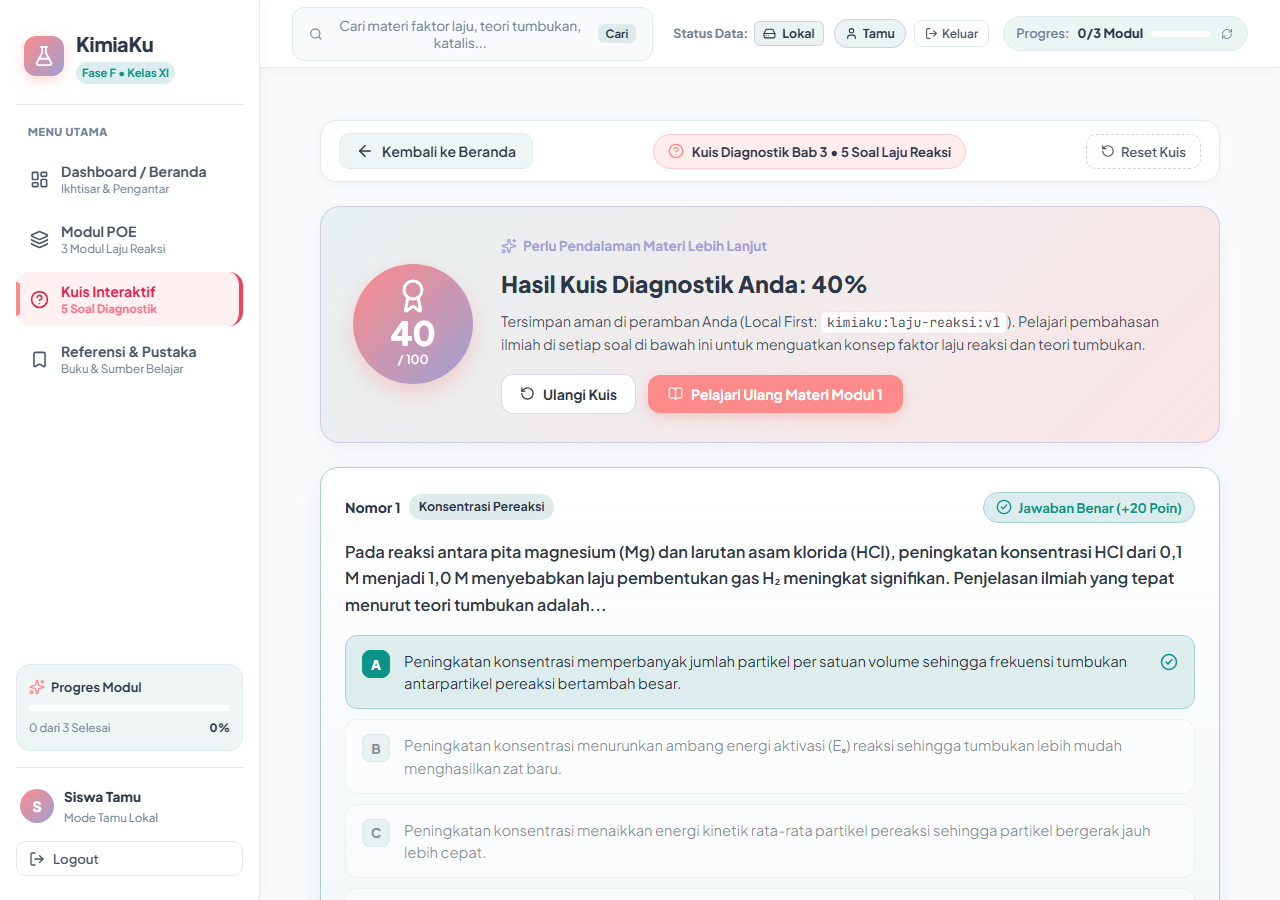 KimiaKu
Fase F • Kelas XI
MENU UTAMA
Dashboard / Beranda
Ikhtisar & Pengantar
Modul POE
3 Modul Laju Reaksi
Kuis Interaktif
5 Soal Diagnostik
Referensi & Pustaka
Buku & Sumber Belajar
Progres Modul
0 dari 3 Selesai 0%
S
Siswa Tamu
Mode Tamu Lokal
Logout
Cari materi faktor laju, teori tumbukan,
katalis...
Cari
Status Data: Lokal Tamu Keluar Progres: 0/3 Modul
Kembali ke Beranda
Kuis Diagnostik Bab 3 • 5 Soal Laju Reaksi
Reset Kuis
40
/ 100
Perlu Pendalaman Materi Lebih Lanjut
Hasil Kuis Diagnostik Anda: 40%
Tersimpan aman di peramban Anda (Local First: kimiaku:laju-reaksi:v1 ). Pelajari pembahasan
ilmiah di setiap soal di bawah ini untuk menguatkan konsep faktor laju reaksi dan teori tumbukan.
Ulangi Kuis
Pelajari Ulang Materi Modul 1
Nomor 1 Konsentrasi Pereaksi
Jawaban Benar (+20 Poin)
Pada reaksi antara pita magnesium (Mg) dan larutan asam klorida (HCl), peningkatan konsentrasi HCl dari 0,1
M menjadi 1,0 M menyebabkan laju pembentukan gas H₂ meningkat signifikan. Penjelasan ilmiah yang tepat
menurut teori tumbukan adalah...
A
Peningkatan konsentrasi memperbanyak jumlah partikel per satuan volume sehingga frekuensi tumbukan
antarpartikel pereaksi bertambah besar.
B
Peningkatan konsentrasi menurunkan ambang energi aktivasi (Eₐ) reaksi sehingga tumbukan lebih mudah
menghasilkan zat baru.
C
Peningkatan konsentrasi menaikkan energi kinetik rata-rata partikel pereaksi sehingga partikel bergerak jauh
lebih cepat.